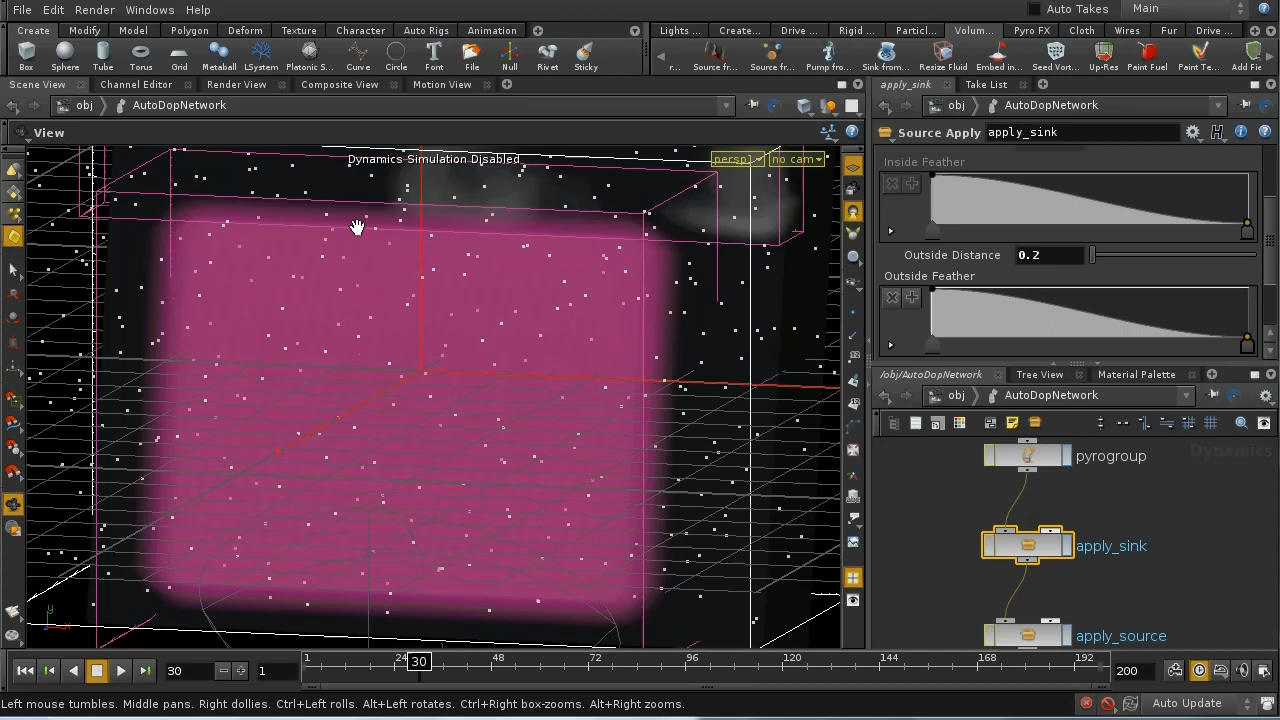 File Edit Render AutoDops Windows Help
Auto Takes Main
Create Modify Model Polygon Deform Texture Character Auto Rigs Animation
Lights ... Create... Drive ... Rigid ... Particl... Volum... Pyro FX Cloth Wires Fur Drive ...
Box Sphere Tube Torus Grid Metaball LSystem Platonic S... Curve Circle Font File Null Rivet Sticky
r... Source fr... Source fr... Pump fro... Sink from... Resize Fluid Embed in... Seed Vort... Up-Res Paint Fuel Paint Te... Add Fe
Scene View Channel Editor Render View Composite View Motion View
apply_sink Take List
obj AutoDopNetwork
obj AutoDopNetwork
View
Source Apply apply_sink
Dynamics Simulation Disabled
persp1 no cam
Inside Feather
Outside Distance 0.2
Outside Feather
/obj/AutoDopNetwork Tree View Material Palette
obj AutoDopNetwork
Dynamics
pyrogroup
apply_sink
apply_source
30 1
1 24 30 48 72 96 120 144 168 192
200
Left mouse tumbles. Middle pans. Right dollies. Ctrl+Left rolls. Alt+Left rotates. Ctrl+Right box-zooms. Alt+Right zooms.
Auto Update